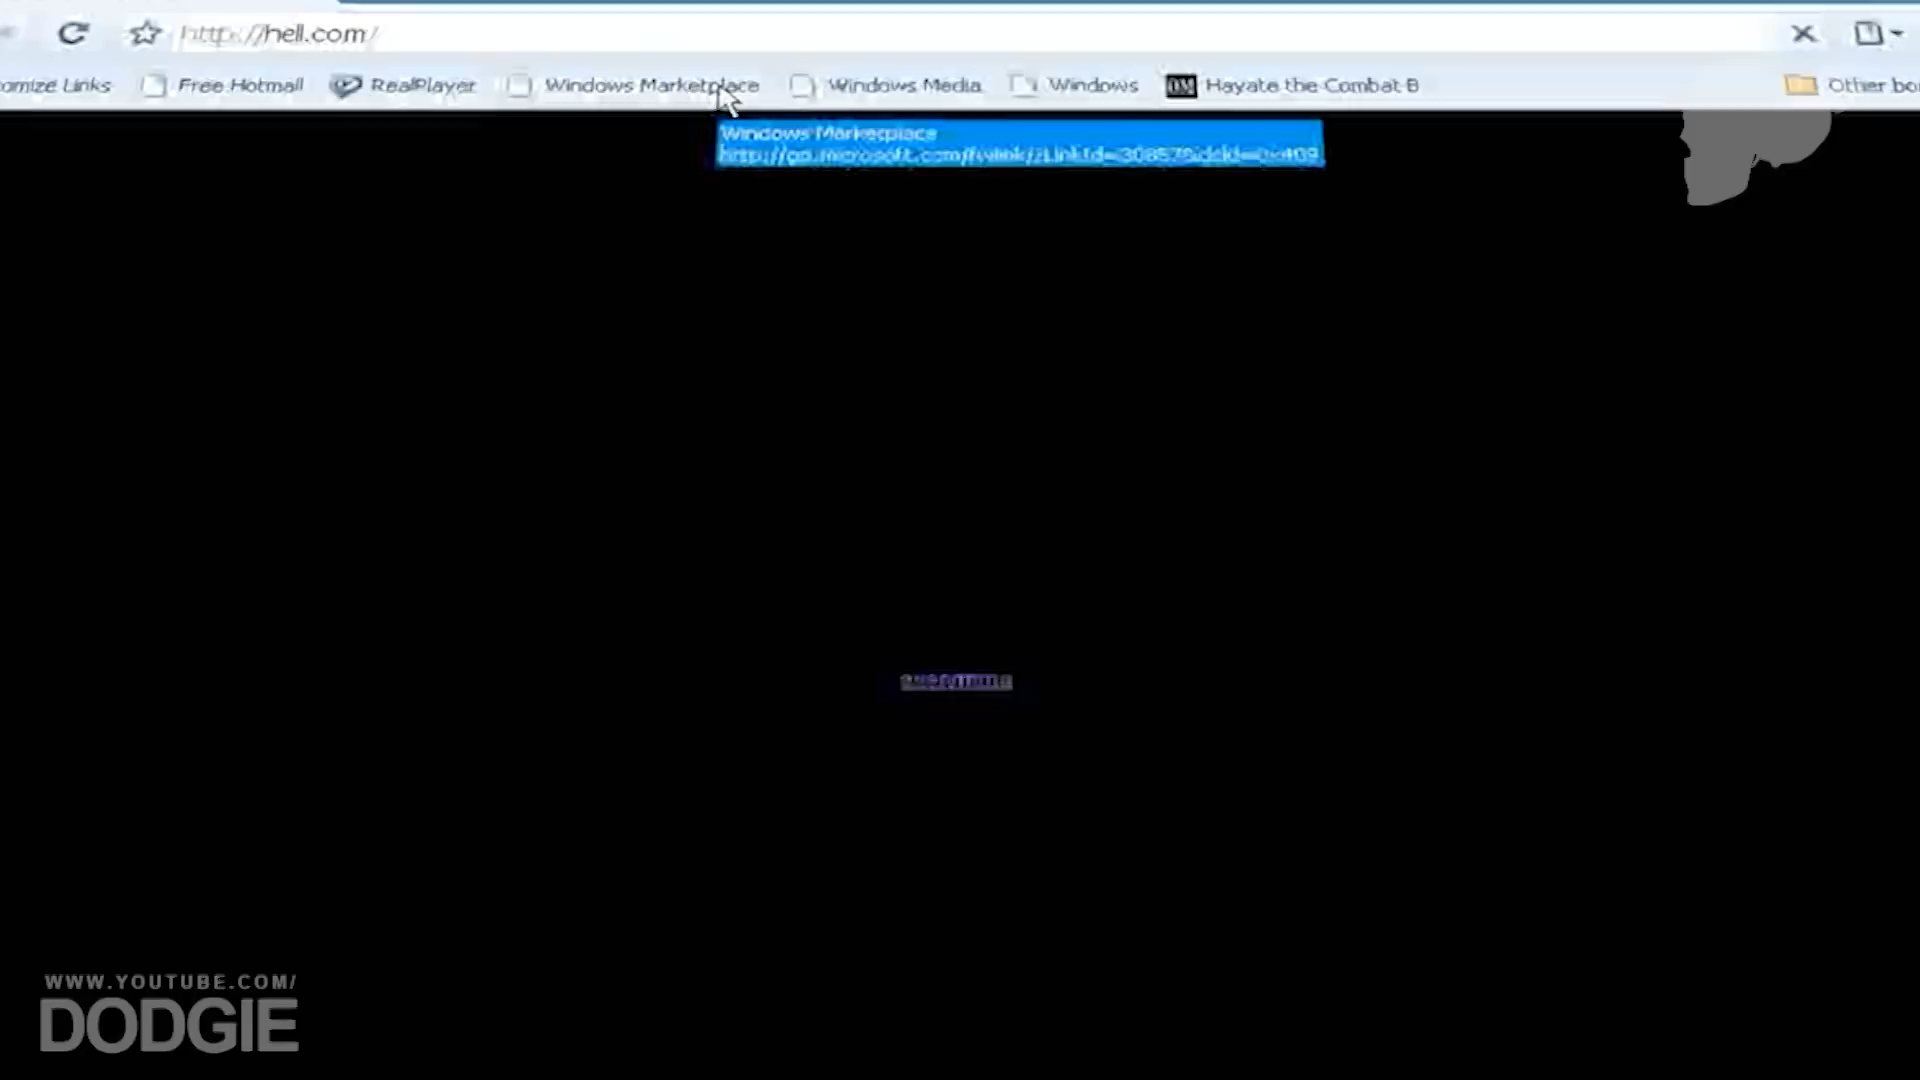 http://hell.com/
omize Links Free Hotmail RealPlayer Windows Marketplace Windows Media Windows Hayate the Combat B Other bo
Windows Marketplace
WWW.YOUTUBE.COM/
DODGIE